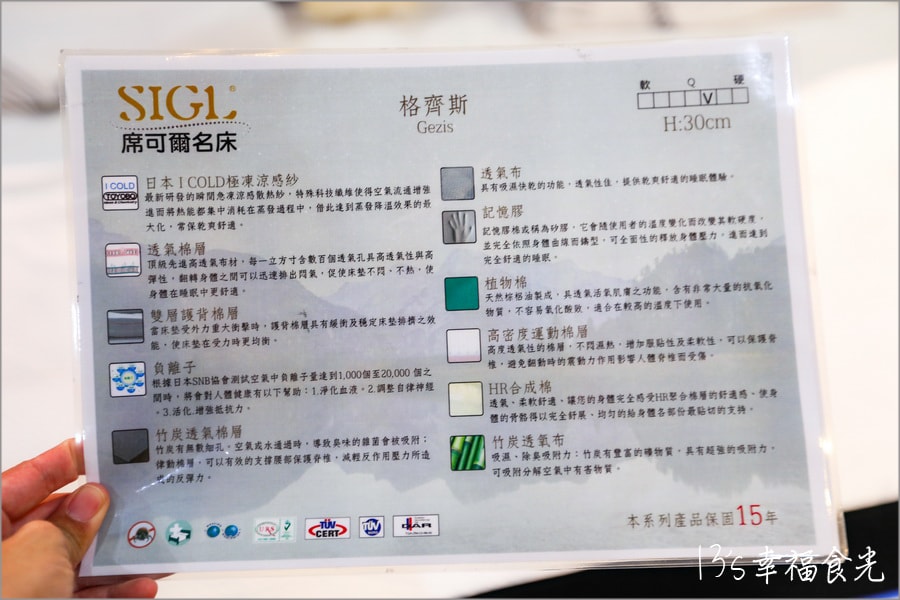 SIGL®
席可爾名床
格齊斯
Gezis
軟 Q 硬
V
H:30cm
I COLD
TOYOBO
日本 I COLD極凍涼感紗
最新研發的瞬間急凍涼感散熱紗，特殊科技纖維使得空氣流通增強
進而將熱能都集中消耗在蒸發過程中，借此達到蒸發降溫效果的最
大化，常保乾爽舒適。
透氣棉層
頂級先進高透氣布材，每一立方寸含數百個透氣孔具高透氣性與高
彈性，翻轉身體之間可以迅速排出悶氣，促使床墊不悶、不熱，使
身體在睡眠中更舒適。
雙層護背棉層
當床墊受外力重大衝擊時，護背棉層具有緩衝及穩定床墊排擠之效
能，使床墊在受力時更均衡。
負離子
根據日本SNB協會測試空氣中負離子量達到1,000個至20,000個之
間時，將會對人體健康有以下幫助：1.淨化血液。2.調整自律神經
。3.活化.增強抵抗力。
竹炭透氣棉層
竹炭有無數細孔，空氣或水通過時，導致臭味的雜菌會被吸附；
律動棉層，可以有效的支撐腰部保護脊椎，減輕反作用壓力所造
成的反彈力。
透氣布
具有吸濕快乾的功能，透氣性佳，提供乾爽舒適的睡眠體驗。
記憶膠
記憶膠棉或稱為矽膠，它會隨使用者的溫度變化而改變其軟硬度，
並完全依照身體曲線而鑄型，可全面性的釋放身體壓力，進而達到
完全舒適的睡眠。
植物棉
天然棕梠油製成，具透氣活氧肌膚之功能，含有非常大量的抗氧化
物質，不容易氧化酸敗，適合在較高的溫度下使用。
高密度運動棉層
高度透氣性的棉層，不悶濕熱，增加服貼性及柔軟性，可以保護脊
椎，避免翻動時的震動力作用影響人體脊椎而受傷。
HR合成棉
透氣、柔軟舒適、讓您的身體完全感受HR聚合棉層的舒適感，使身
體的骨骼得以完全舒展、均勻的給身體各部份最貼切的支持。
竹炭透氧布
吸濕、除臭吸附力：竹炭有豐富的礦物質，具有超強的吸附力，
可吸附分解空氣中有害物質。
TÜV
CERT
TÜV
DAR
本系列產品保固15年
13's幸福食光